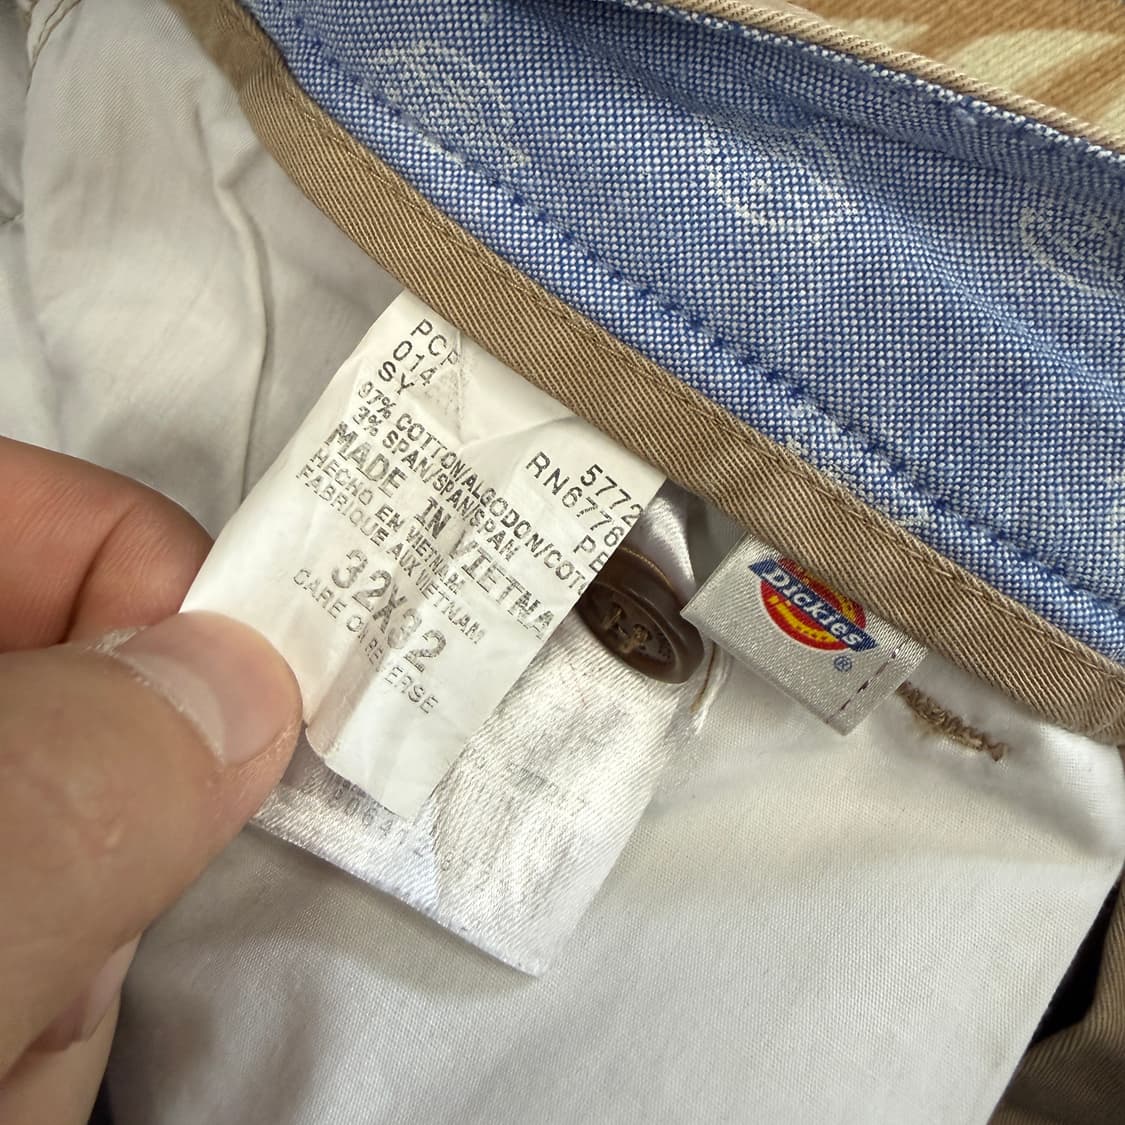 PCP
014
SY
5772
RN6776
PE
97% COTTON/ALGODON/COTO
3% SPAN/SPAN/SPAN
MADE IN VIETNA
HECHO EN VIETNAM
FABRIQUE AUX VIETNAM
32X32
CARE ON REVERSE
DICKIES®